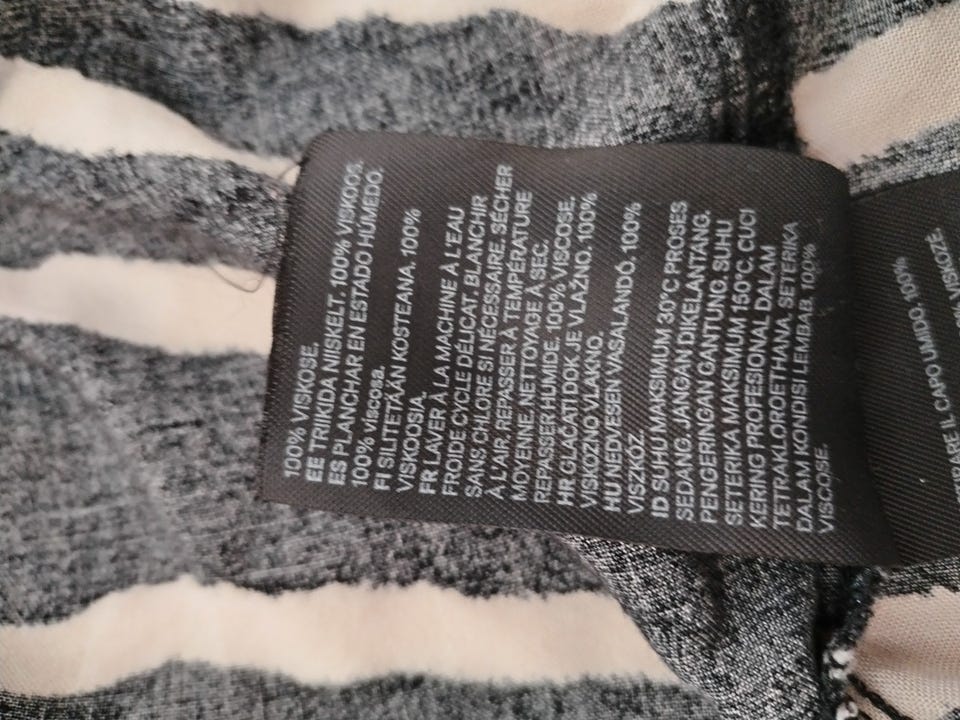 100% VISKOSE.
EE TRIIKIDA NIISKELT. 100% VISKOOS.
ES PLANCHAR EN ESTADO HÚMEDO.
100% viscosa.
FI SILITETÄÄN KOSTEANA. 100%
VISKOOSIA.
FR LAVER À LA MACHINE À L'EAU
FROIDE CYCLE DÉLICAT. BLANCHIR
SANS CHLORE SI NÉCESSAIRE. SÉCHER
À L'AIR. REPASSER À TEMPÉRATURE
MOYENNE. NETTOYAGE À SEC.
REPASSER HUMIDE. 100% VISCOSE.
HR GLAČATI DOK JE VLAŽNO. 100%
VISKOZNO VLAKNO.
HU NEDVESEN VASALANDÓ. 100%
VISZKÓZ.
ID SUHU MAKSIMUM 30°C PROSES
SEDANG. JANGAN DIKELANTANG.
PENGERINGAN GANTUNG. SUHU
SETERIKA MAKSIMUM 150°C. CUCI
KERING PROFESIONAL DALAM
TETRAKLOROETHANA. SETERIKA
DALAM KONDISI LEMBAB. 100%
VISCOSE.
IL CAPO UMIDO. 100%
VISKOZE.